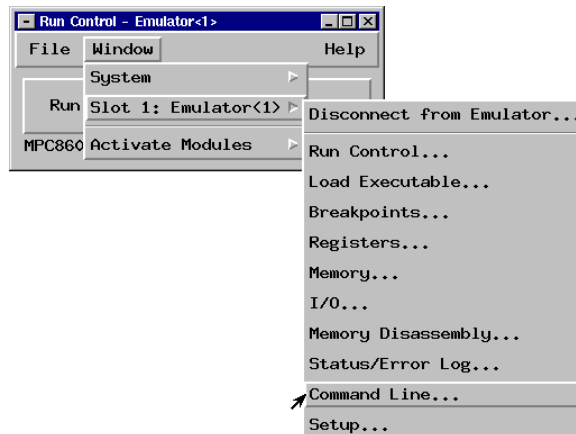 Run Control - Emulator<1>
File Window Help
System
Run Slot 1: Emulator<1>
MPC860 Activate Modules
Disconnect from Emulator...
Run Control...
Load Executable...
Breakpoints...
Registers...
Memory...
I/O...
Memory Disassembly...
Status/Error Log...
Command Line...
Setup...